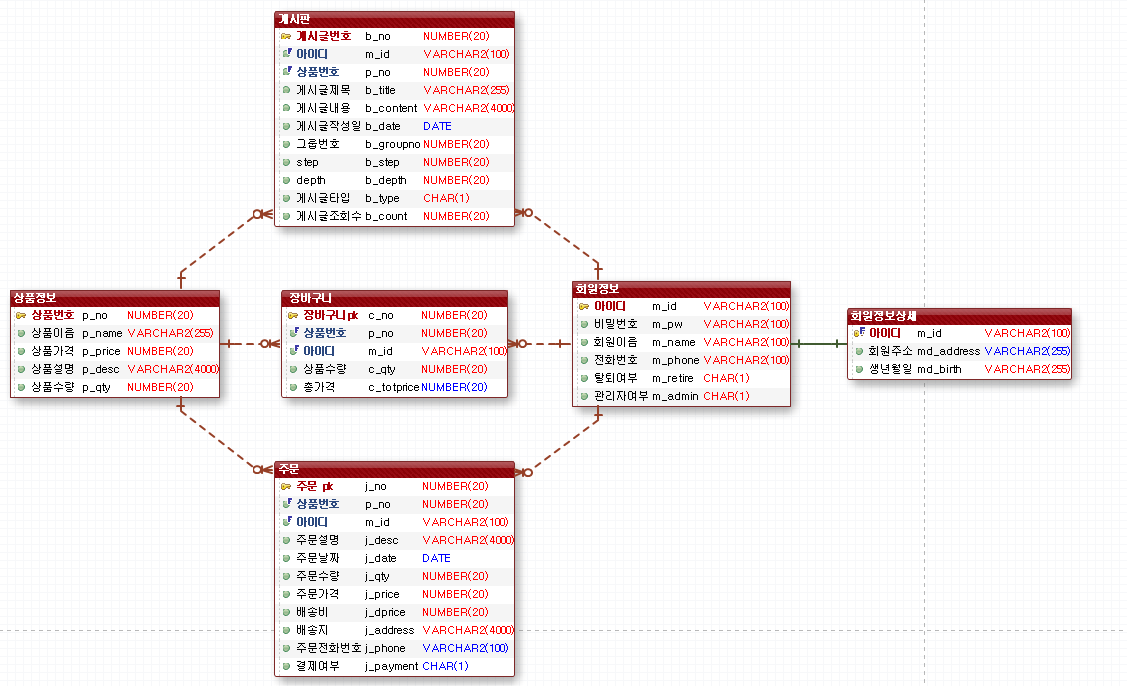 게시판
게시글번호 b_no NUMBER(20)
아이디 m_id VARCHAR2(100)
상품번호 p_no NUMBER(20)
게시글제목 b_title VARCHAR2(255)
게시글내용 b_content VARCHAR2(4000)
게시글작성일 b_date DATE
그룹번호 b_groupno NUMBER(20)
step b_step NUMBER(20)
depth b_depth NUMBER(20)
게시글타입 b_type CHAR(1)
게시글조회수 b_count NUMBER(20)
상품정보
상품번호 p_no NUMBER(20)
상품이음 p_name VARCHAR2(255)
상품가격 p_price NUMBER(20)
상품설명 p_desc VARCHAR2(4000)
상품수량 p_qty NUMBER(20)
장바구니
장바구니pk c_no NUMBER(20)
상품번호 p_no NUMBER(20)
아이디 m_id VARCHAR2(100)
상품수량 c_qty NUMBER(20)
총가격 c_totprice NUMBER(20)
회원정보
아이디 m_id VARCHAR2(100)
비밀번호 m_pw VARCHAR2(100)
회원이음 m_name VARCHAR2(100)
전화번호 m_phone VARCHAR2(100)
탈퇴여부 m_retire CHAR(1)
관리자여부 m_admin CHAR(1)
회원정보상세
아이디 m_id VARCHAR2(100)
회원주소 md_address VARCHAR2(255)
생년월일 md_birth VARCHAR2(255)
주문
주문 pk j_no NUMBER(20)
상품번호 p_no NUMBER(20)
아이디 m_id VARCHAR2(100)
주문설명 j_desc VARCHAR2(4000)
주문날짜 j_date DATE
주문수량 j_qty NUMBER(20)
주문가격 j_price NUMBER(20)
배송비 j_dprice NUMBER(20)
배송지 j_address VARCHAR2(4000)
주문전화번호 j_phone VARCHAR2(100)
결제여부 j_payment CHAR(1)